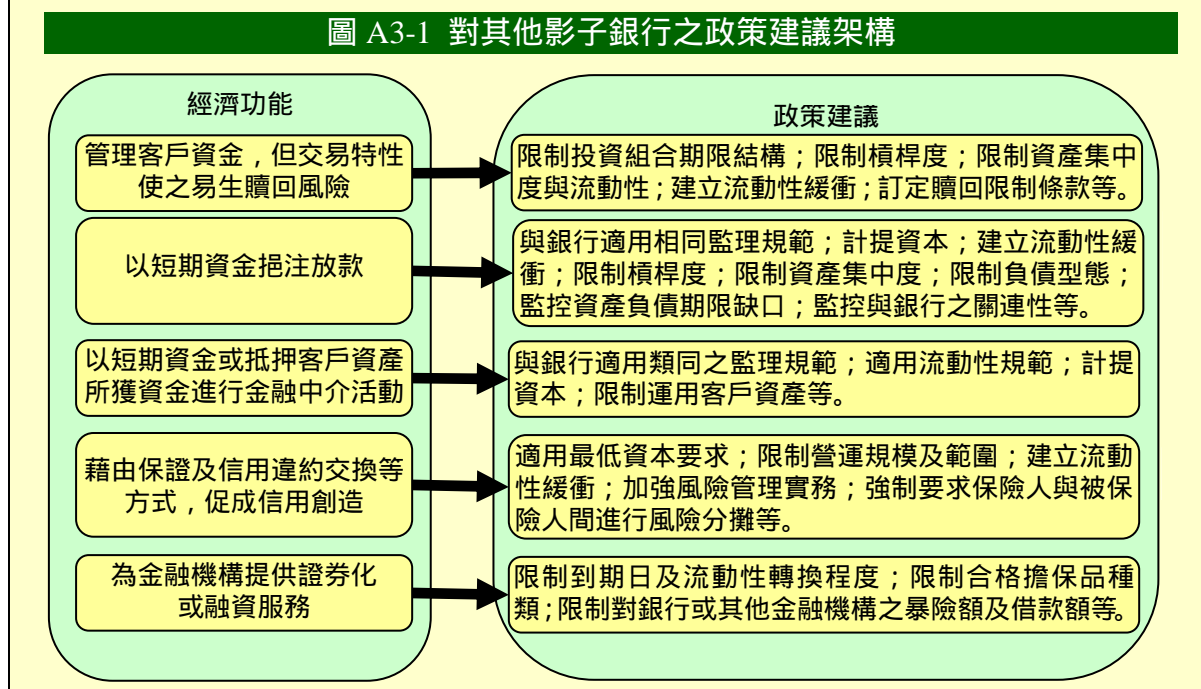 圖 A3-1 對其他影子銀行之政策建議架構
經濟功能
管理客戶資金，但交易特性
使之易生贖回風險
以短期資金挹注放款
以短期資金或抵押客戶資產
所獲資金進行金融中介活動
藉由保證及信用違約交換等
方式，促成信用創造
為金融機構提供證券化
或融資服務
政策建議
限制投資組合期限結構；限制槓桿度；限制資產集中
度與流動性；建立流動性緩衝；訂定贖回限制條款等。
與銀行適用相同監理規範；計提資本；建立流動性緩
衝；限制槓桿度；限制資產集中度；限制負債型態；
監控資產負債期限缺口；監控與銀行之關連性等。
與銀行適用類同之監理規範；適用流動性規範；計提
資本；限制運用客戶資產等。
適用最低資本要求；限制營運規模及範圍；建立流動
性緩衝；加強風險管理實務；強制要求保險人與被保
險人間進行風險分攤等。
限制到期日及流動性轉換程度；限制合格擔保品種
類；限制對銀行或其他金融機構之暴險額及借款額等。